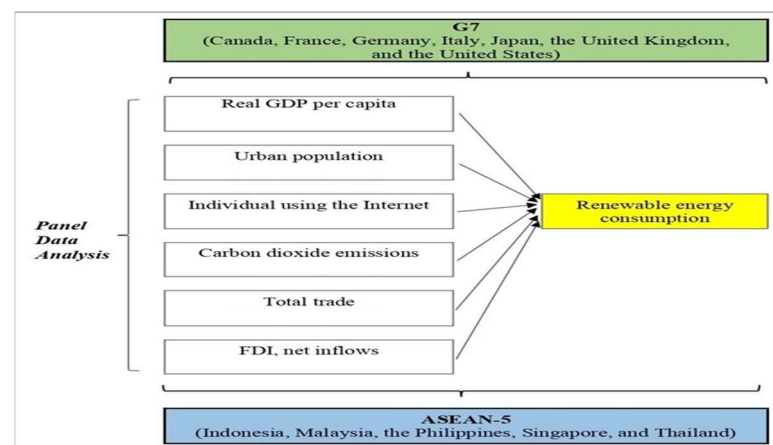 G7
(Canada, France, Germany, Italy, Japan, the United Kingdom,
and the United States)
Real GDP per capita
Urban population
Individual using the Internet
Carbon dioxide emissions
Total trade
FDI, net inflows
Panel
Data
Analysis
Renewable energy
consumption
ASEAN-5
(Indonesia, Malaysia, the Philippines, Singapore, and Thailand)